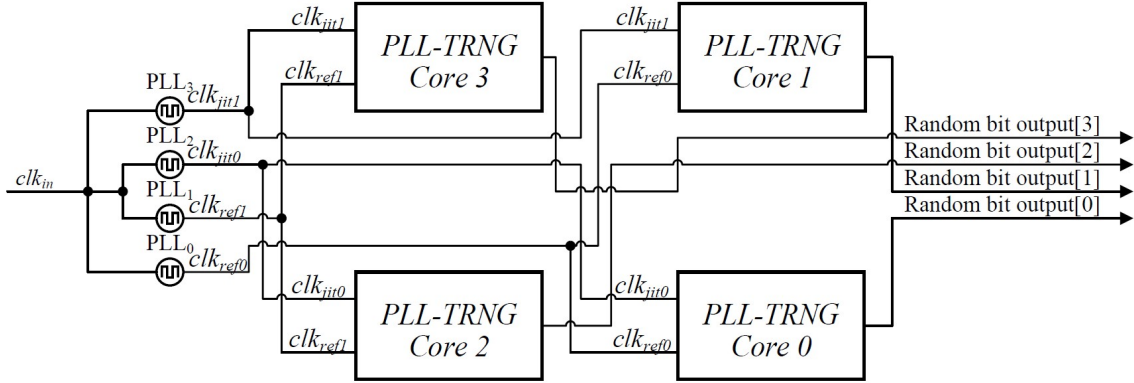 clk_jit1
PLL-TRNG
Core 3
clk_ref1
clk_jit1
PLL-TRNG
Core 1
clk_ref0
PLL_3
clk_jit1
PLL_2
clk_jit0
clk_in
PLL_1
clk_ref1
PLL_0
clk_ref0
Random bit output[3]
Random bit output[2]
Random bit output[1]
Random bit output[0]
clk_jit0
PLL-TRNG
Core 2
clk_ref1
clk_jit0
PLL-TRNG
Core 0
clk_ref0